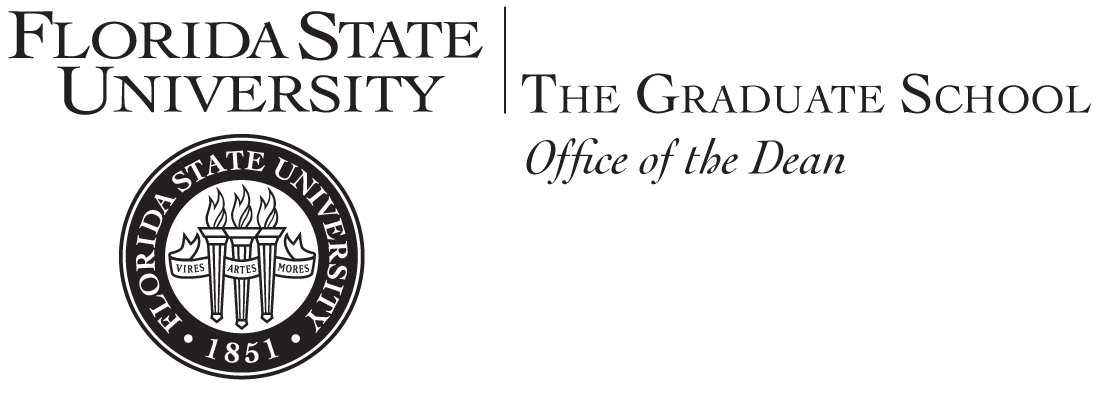 FLORIDA STATE
UNIVERSITY
THE GRADUATE SCHOOL
Office of the Dean
FLORIDA STATE UNIVERSITY
VIRES ARTES MORES
• 1851 •